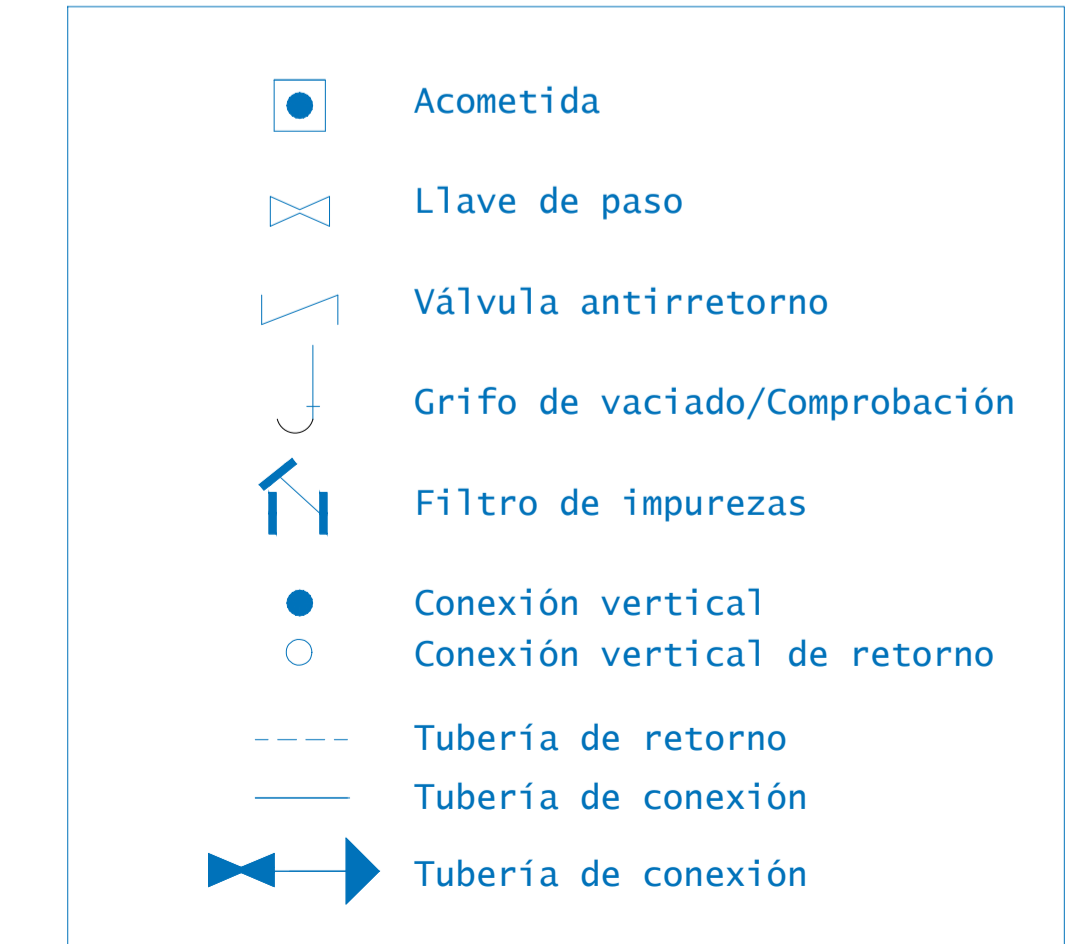 Acometida
Llave de paso
Válvula antirretorno
Grifo de vaciado/Comprobación
Filtro de impurezas
Conexión vertical
Conexión vertical de retorno
Tubería de retorno
Tubería de conexión
Tubería de conexión